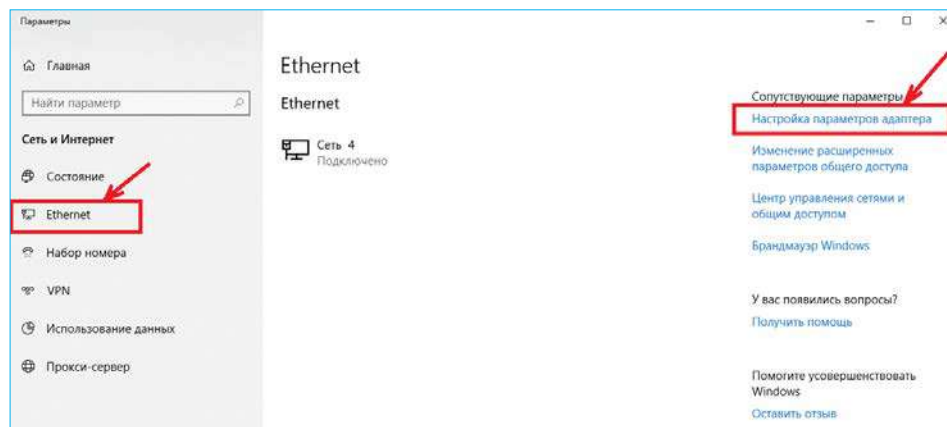 Параметры
Главная
Найти параметр
Сеть и Интернет
Состояние
Ethernet
Набор номера
VPN
Использование данных
Прокси-сервер
Ethernet
Ethernet
Сеть 4
Подключено
Сопутствующие параметры
Настройка параметров адаптера
Изменение расширенных
параметров общего доступа
Центр управления сетями и
общим доступом
Брандмауэр Windows
У вас появились вопросы?
Получить помощь
Помогите усовершенствовать
Windows
Оставить отзыв